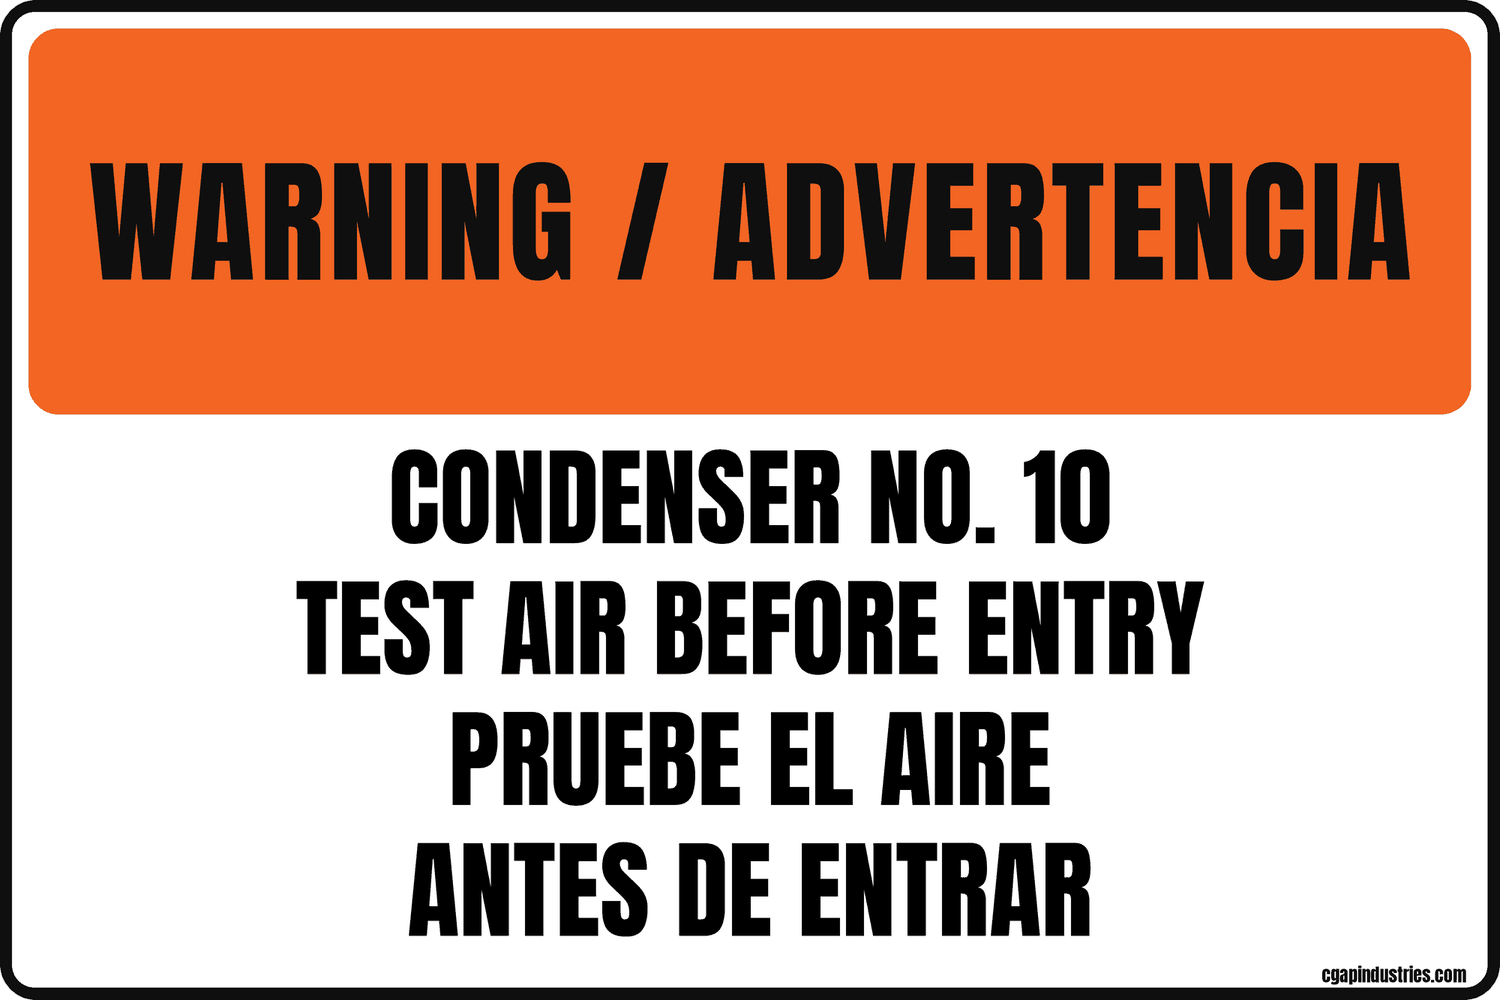 WARNING / ADVERTENCIA
CONDENSER NO. 10
TEST AIR BEFORE ENTRY
PRUEBE EL AIRE
ANTES DE ENTRAR
cgapindustries.com